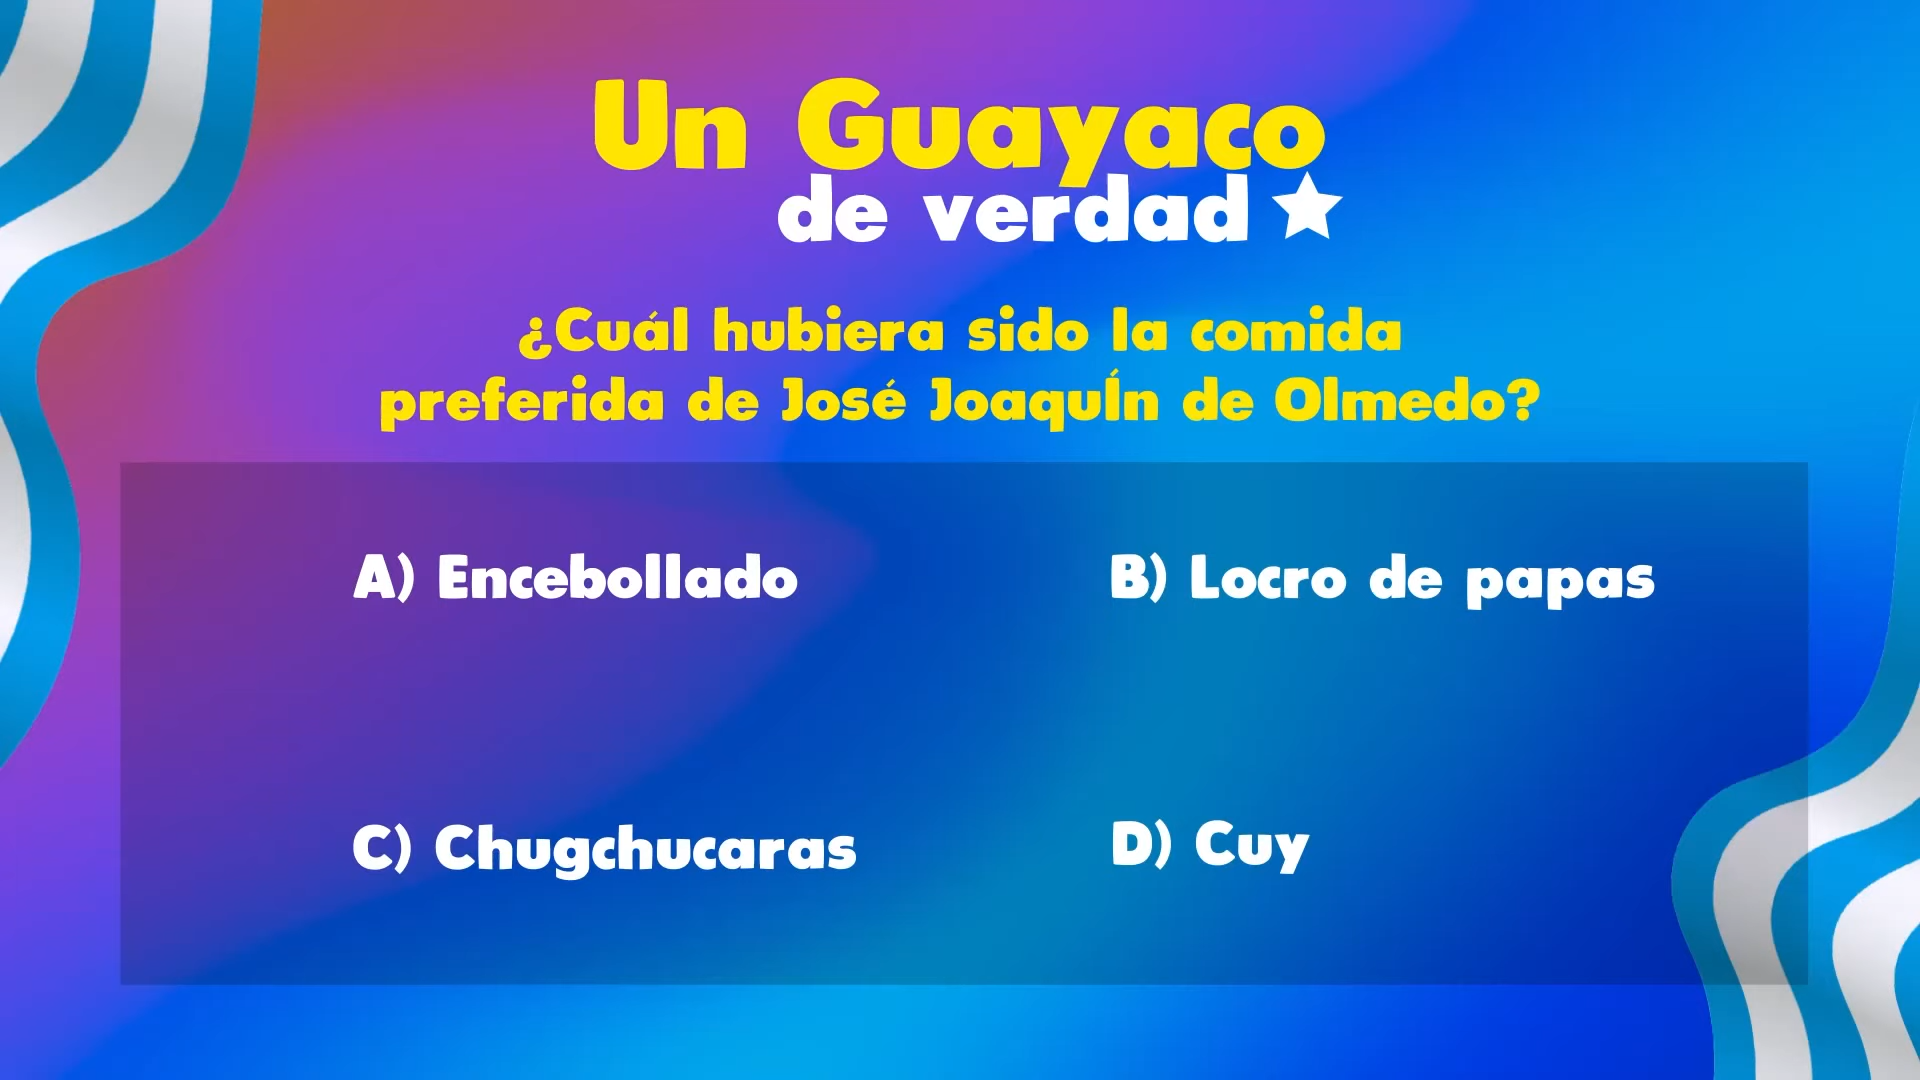 Un Guayaco
de verdad
¿Cuál hubiera sido la comida
preferida de José JoaquÍn de Olmedo?
A) Encebollado
B) Locro de papas
C) Chugchucaras
D) Cuy